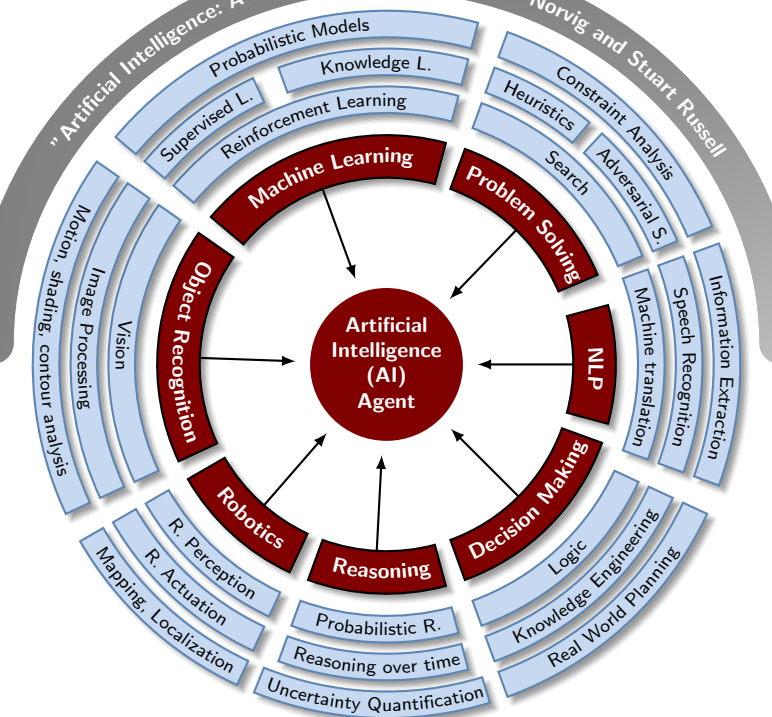 "Artificial Intelligence: A
Norvig and Stuart Russell
Probabilistic Models
Supervised L.
Knowledge L.
Reinforcement Learning
Machine Learning
Constraint Analysis
Heuristics
Adversarial S.
Search
Problem Solving
Information Extraction
Speech Recognition
Machine translation
NLP
Decision Making
Logic
Knowledge Engineering
Real World Planning
Reasoning
Probabilistic R.
Reasoning over time
Uncertainty Quantification
Robotics
R. Perception
R. Actuation
Mapping, Localization
Object Recognition
Vision
Image Processing
Motion, shading, contour analysis
Artificial
Intelligence
(AI)
Agent